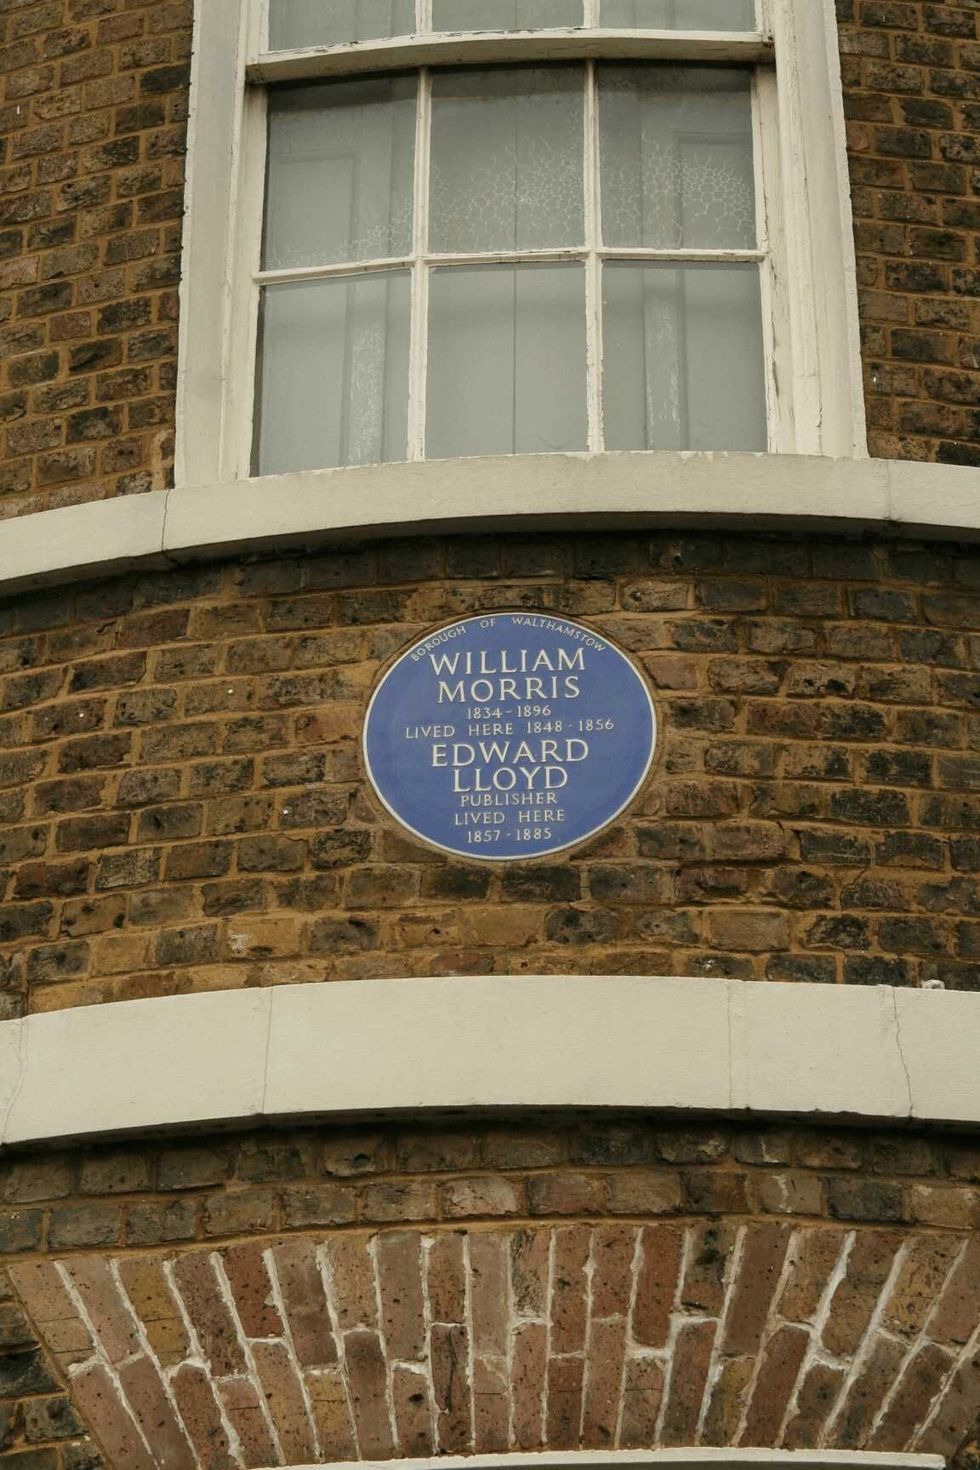 BOROUGH OF WALTHAMSTOW
WILLIAM
MORRIS
1834-1896
LIVED HERE 1848-1856
EDWARD
LLOYD
PUBLISHER
LIVED HERE
1857-1885